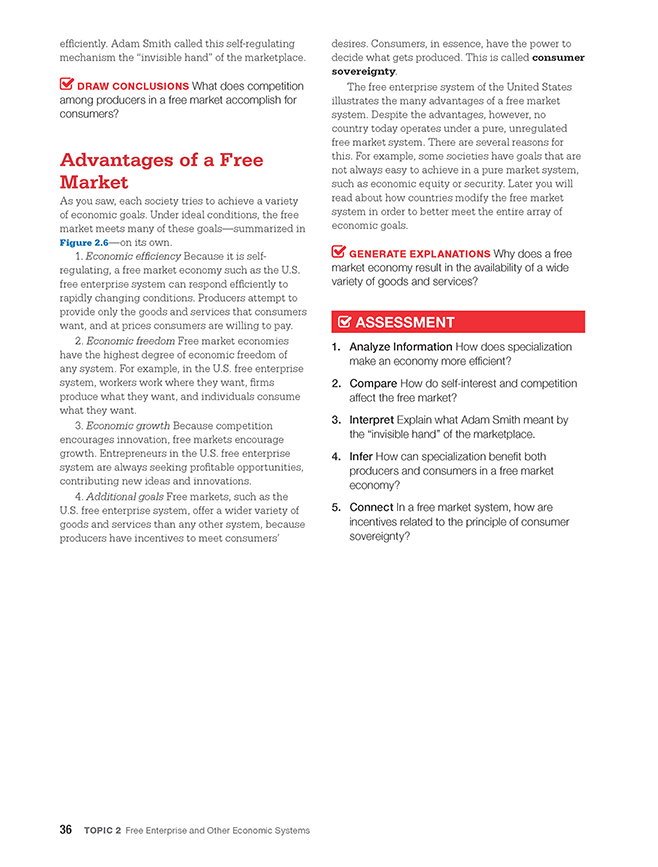 efficiently. Adam Smith called this self-regulating
mechanism the “invisible hand” of the marketplace.
DRAW CONCLUSIONS What does competition
among producers in a free market accomplish for
consumers?
Advantages of a Free
Market
As you saw, each society tries to achieve a variety
of economic goals. Under ideal conditions, the free
market meets many of these goals—summarized in
Figure 2.6—on its own.
1. Economic efficiency Because it is self-
regulating, a free market economy such as the U.S.
free enterprise system can respond efficiently to
rapidly changing conditions. Producers attempt to
provide only the goods and services that consumers
want, and at prices consumers are willing to pay.
2. Economic freedom Free market economies
have the highest degree of economic freedom of
any system. For example, in the U.S. free enterprise
system, workers work where they want, firms
produce what they want, and individuals consume
what they want.
3. Economic growth Because competition
encourages innovation, free markets encourage
growth. Entrepreneurs in the U.S. free enterprise
system are always seeking profitable opportunities,
contributing new ideas and innovations.
4. Additional goals Free markets, such as the
U.S. free enterprise system, offer a wider variety of
goods and services than any other system, because
producers have incentives to meet consumers’
desires. Consumers, in essence, have the power to
decide what gets produced. This is called consumer
sovereignty.
The free enterprise system of the United States
illustrates the many advantages of a free market
system. Despite the advantages, however, no
country today operates under a pure, unregulated
free market system. There are several reasons for
this. For example, some societies have goals that are
not always easy to achieve in a pure market system,
such as economic equity or security. Later you will
read about how countries modify the free market
system in order to better meet the entire array of
economic goals.
GENERATE EXPLANATIONS Why does a free
market economy result in the availability of a wide
variety of goods and services?
ASSESSMENT
1. Analyze Information How does specialization
make an economy more efficient?
2. Compare How do self-interest and competition
affect the free market?
3. Interpret Explain what Adam Smith meant by
the “invisible hand” of the marketplace.
4. Infer How can specialization benefit both
producers and consumers in a free market
economy?
5. Connect In a free market system, how are
incentives related to the principle of consumer
sovereignty?
36 TOPIC 2 Free Enterprise and Other Economic Systems